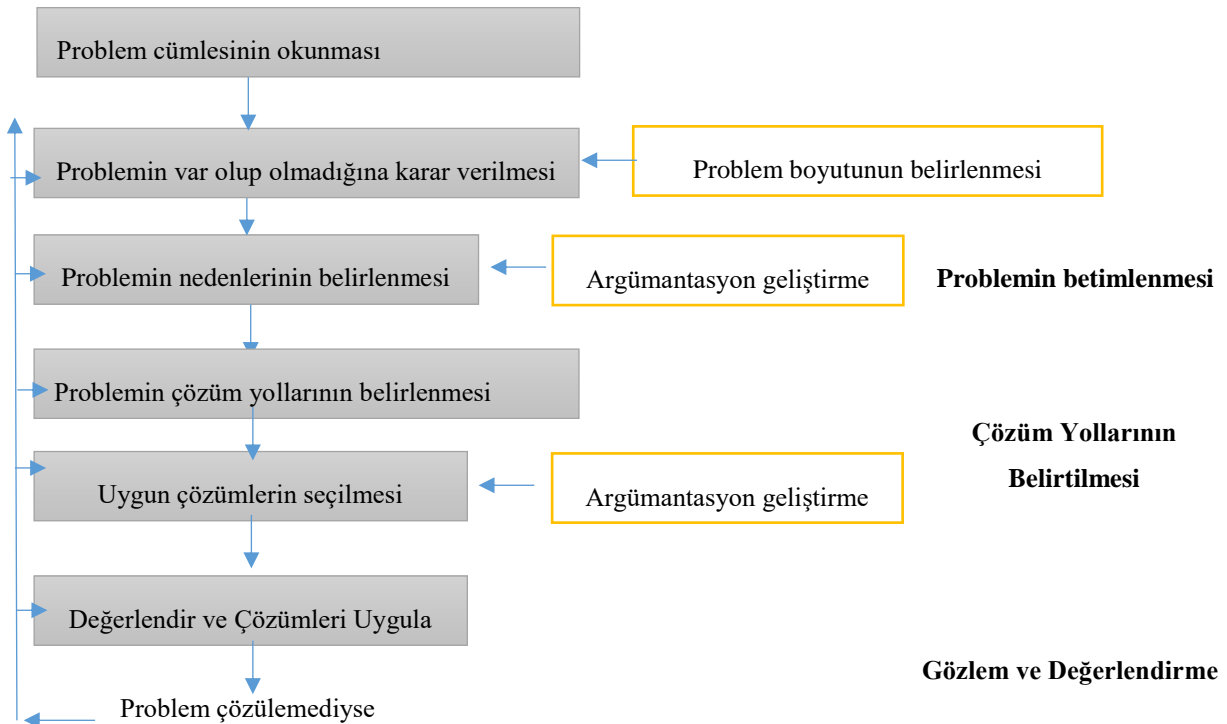 Problem cümlesinin okunması
Problemin var olup olmadığına karar verilmesi
Problem boyutunun belirlenmesi
Problemin nedenlerinin belirlenmesi
Argümantasyon geliştirme
Problemin betimlenmesi
Problemin çözüm yollarının belirlenmesi
Çözüm Yollarının
Belirtilmesi
Uygun çözümlerin seçilmesi
Argümantasyon geliştirme
Değerlendir ve Çözümleri Uygula
Gözlem ve Değerlendirme
Problem çözülemediyse